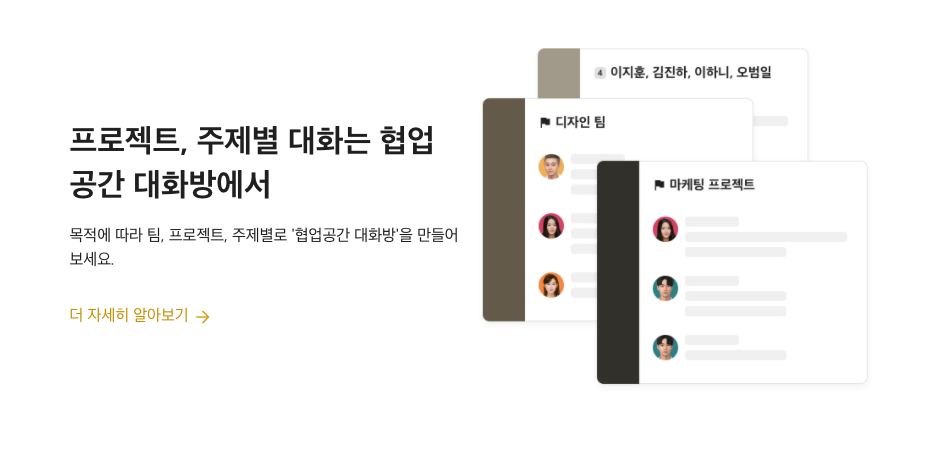 프로젝트, 주제별 대화는 협업
공간 대화방에서
목적에 따라 팀, 프로젝트, 주제별로 '협업공간 대화방'을 만들어
보세요.
더 자세히 알아보기 →
4 이지훈, 김진하, 이하니, 오범일
디자인 팀
마케팅 프로젝트